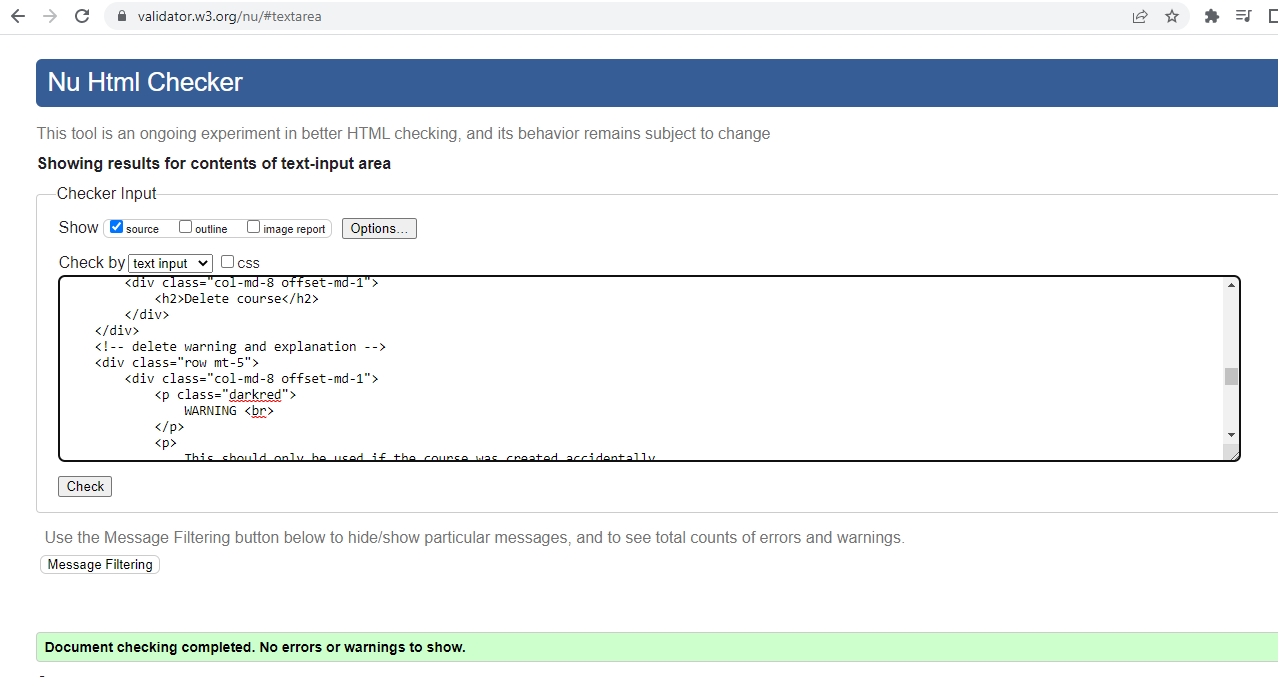 validator.w3.org/nu/#textarea
Nu Html Checker
This tool is an ongoing experiment in better HTML checking, and its behavior remains subject to change
Showing results for contents of text-input area
Checker Input
Show source outline image report Options...
Check by text input css
<div class="col-md-8 offset-md-1">
<h2>Delete course</h2>
</div>
</div>
<!-- delete warning and explanation -->
<div class="row mt-5">
<div class="col-md-8 offset-md-1">
<p class="darkred">
WARNING <br>
</p>
<p>
This should only be used if the course was created accidentally
Check
Use the Message Filtering button below to hide/show particular messages, and to see total counts of errors and warnings.
Message Filtering
Document checking completed. No errors or warnings to show.